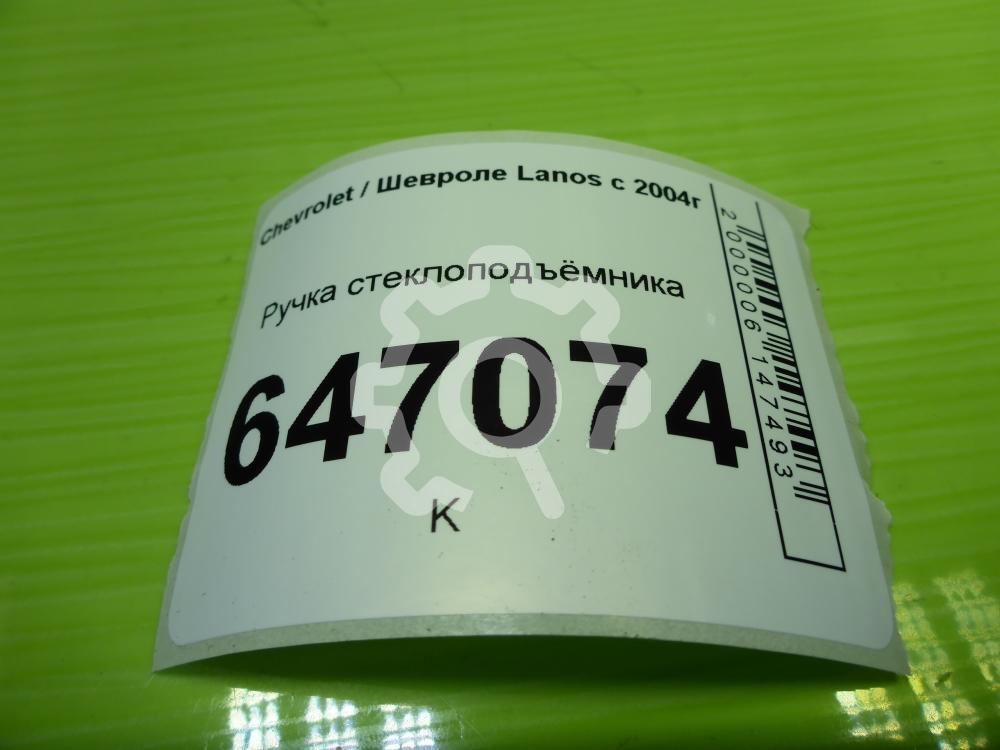 Chevrolet / Шевроле Lanos с 2004г
Ручка стеклоподъёмника
647074
К
2000006147493